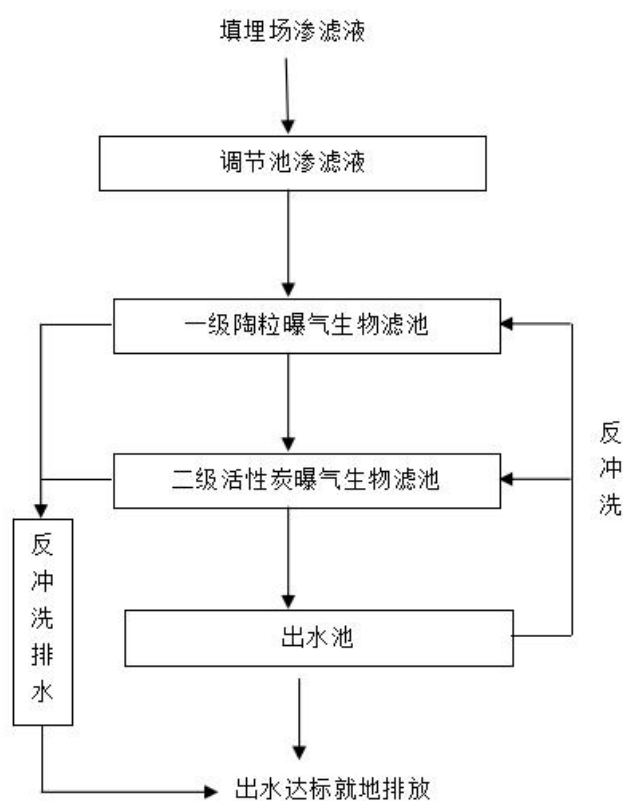 填埋场渗滤液
调节池渗滤液
一级陶粒曝气生物滤池
反冲洗
二级活性炭曝气生物滤池
反冲洗排水
出水池
出水达标就地排放